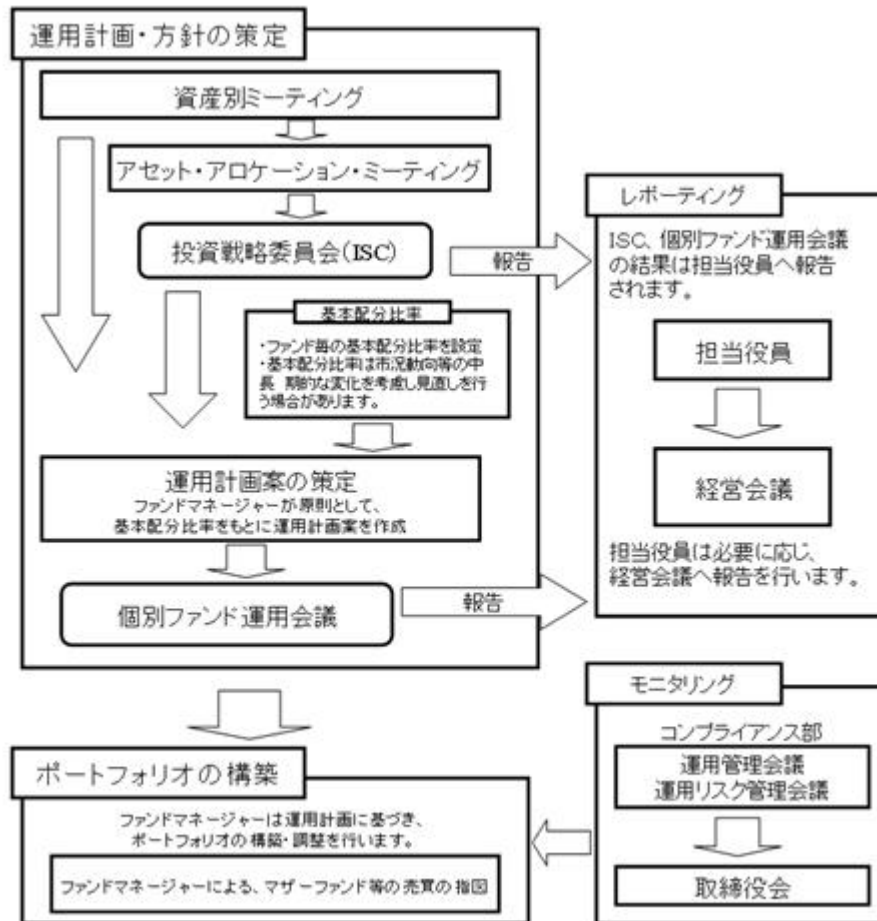 運用計画・方針の策定
資産別ミーティング
アセット・アロケーション・ミーティング
投資戦略委員会(ISC)
報告
基本配分比率
・ファンド毎の基本配分比率を設定
・基本配分比率は市況動向等の中
長 期的な変化を考慮し見直しを行
う場合があります。
運用計画案の策定
ファンドマネージャーが原則として、
基本配分比率をもとに運用計画案を作成
個別ファンド運用会議
報告
レポーティング
ISC、個別ファンド運用会議
の結果は担当役員へ報告
されます。
担当役員
経営会議
担当役員は必要に応じ、
経営会議へ報告を行います。
モニタリング
コンプライアンス部
運用管理会議
運用リスク管理会議
取締役会
ポートフォリオの構築
ファンドマネージャーは運用計画に基づき、
ポートフォリオの構築・調整を行います。
ファンドマネージャーによる、マザーファンド等の売買の指図